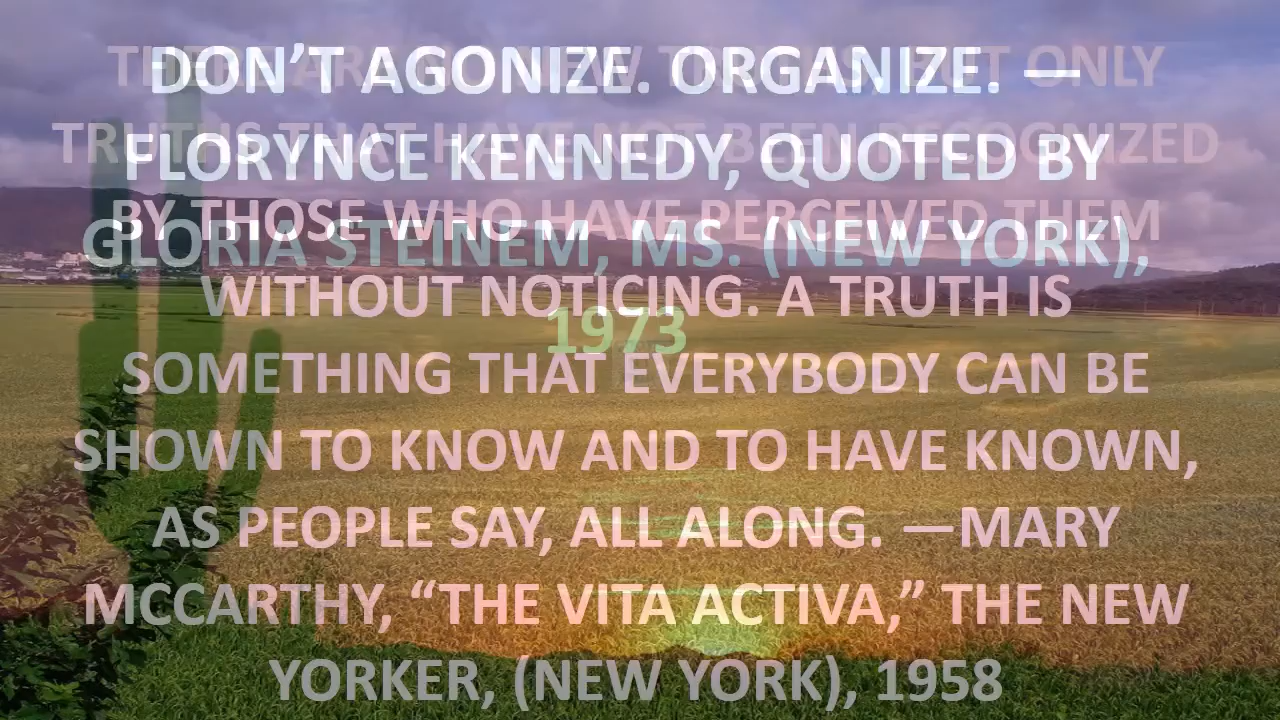 DON’T AGONIZE. ORGANIZE. —
FLORYNCE KENNEDY, QUOTED BY
GLORIA STEINEM, MS. (NEW YORK),
1973
THERE ARE NO NEW TRUTHS, BUT ONLY
TRUTHS THAT HAVE NOT BEEN RECOGNIZED
BY THOSE WHO HAVE PERCEIVED THEM
WITHOUT NOTICING. A TRUTH IS
SOMETHING THAT EVERYBODY CAN BE
SHOWN TO KNOW AND TO HAVE KNOWN,
AS PEOPLE SAY, ALL ALONG. —MARY
MCCARTHY, “THE VITA ACTIVA,” THE NEW
YORKER, (NEW YORK), 1958